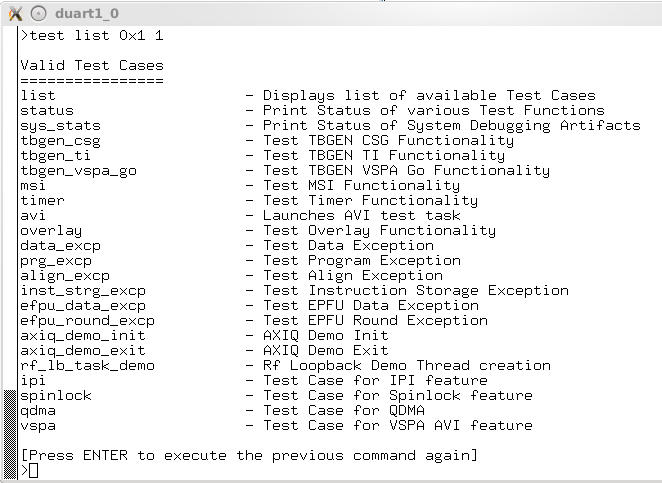 duart1_0
>test list 0x1 1
Valid Test Cases
================
list - Displays list of available Test Cases
status - Print Status of various Test Functions
sys_stats - Print Status of System Debugging Artifacts
tbgen_csg - Test TBGEN CSG Functionality
tbgen_ti - Test TBGEN TI Functionality
tbgen_vspa_go - Test TBGEN VSPA Go Functionality
msi - Test MSI Functionality
timer - Test Timer Functionality
avi - Launches AVI test task
overlay - Test Overlay Functionality
data_excp - Test Data Exception
prg_excp - Test Program Exception
align_excp - Test Align Exception
inst_strg_excp - Test Instruction Storage Exception
efpu_data_excp - Test EPFU Data Exception
efpu_round_excp - Test EPFU Round Exception
axiq_demo_init - AXIQ Demo Init
axiq_demo_exit - AXIQ Demo Exit
rf_lb_task_demo - Rf Loopback Demo Thread creation
ipi - Test Case for IPI feature
spinlock - Test Case for Spinlock feature
qdma - Test Case for QDMA
vspa - Test Case for VSPA AVI feature
[Press ENTER to execute the previous command again]
>